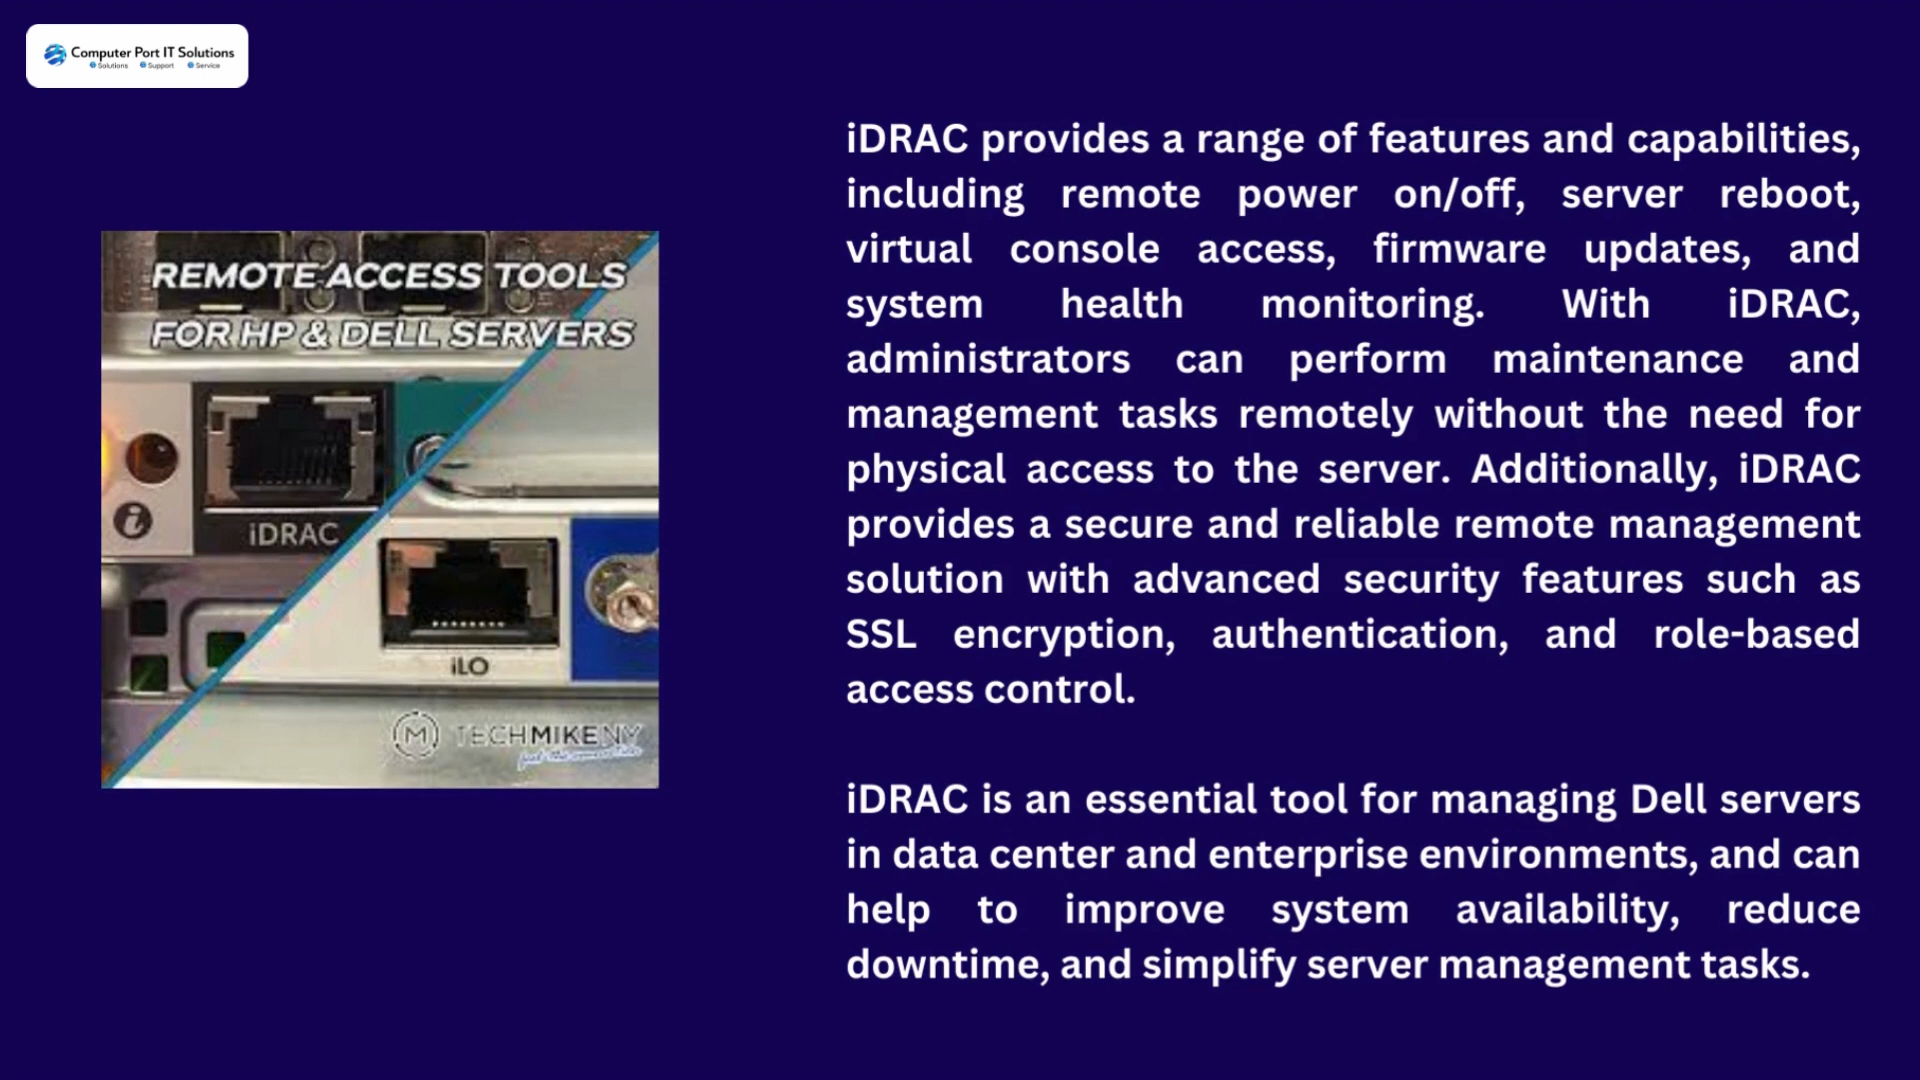 Computer Port IT Solutions
Solutions Support Service
REMOTE ACCESS TOOLS
FOR HP & DELL SERVERS
i
iDRAC
iLO
M TECHMIKENY
iDRAC provides a range of features and capabilities,
including remote power on/off, server reboot,
virtual console access, firmware updates, and
system health monitoring. With iDRAC,
administrators can perform maintenance and
management tasks remotely without the need for
physical access to the server. Additionally, iDRAC
provides a secure and reliable remote management
solution with advanced security features such as
SSL encryption, authentication, and role-based
access control.
iDRAC is an essential tool for managing Dell servers
in data center and enterprise environments, and can
help to improve system availability, reduce
downtime, and simplify server management tasks.